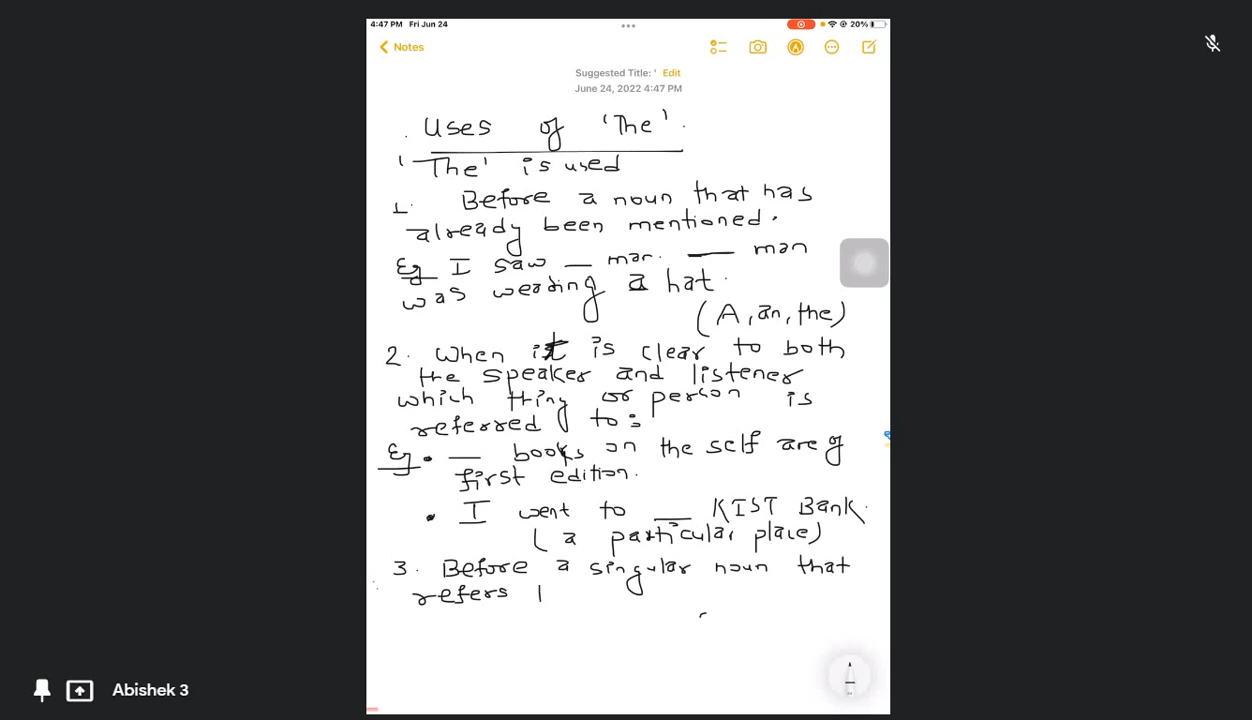 4:47 PM Fri Jun 24
20%
Notes
Suggested Title: ' Edit
June 24, 2022 4:47 PM
Uses of 'The'.
'The' is used
1. Before a noun that has
already been mentioned.
Eg I saw __ man. __ man
was wearing a hat.
(A, an, the)
2. When it is clear to both
the speaker and listener
which thing or person is
referred to:
Eg • __ books on the self are of
first edition.
• I went to __ KIST Bank.
( a particular place)
3. Before a singular noun that
refers
Abishek 3